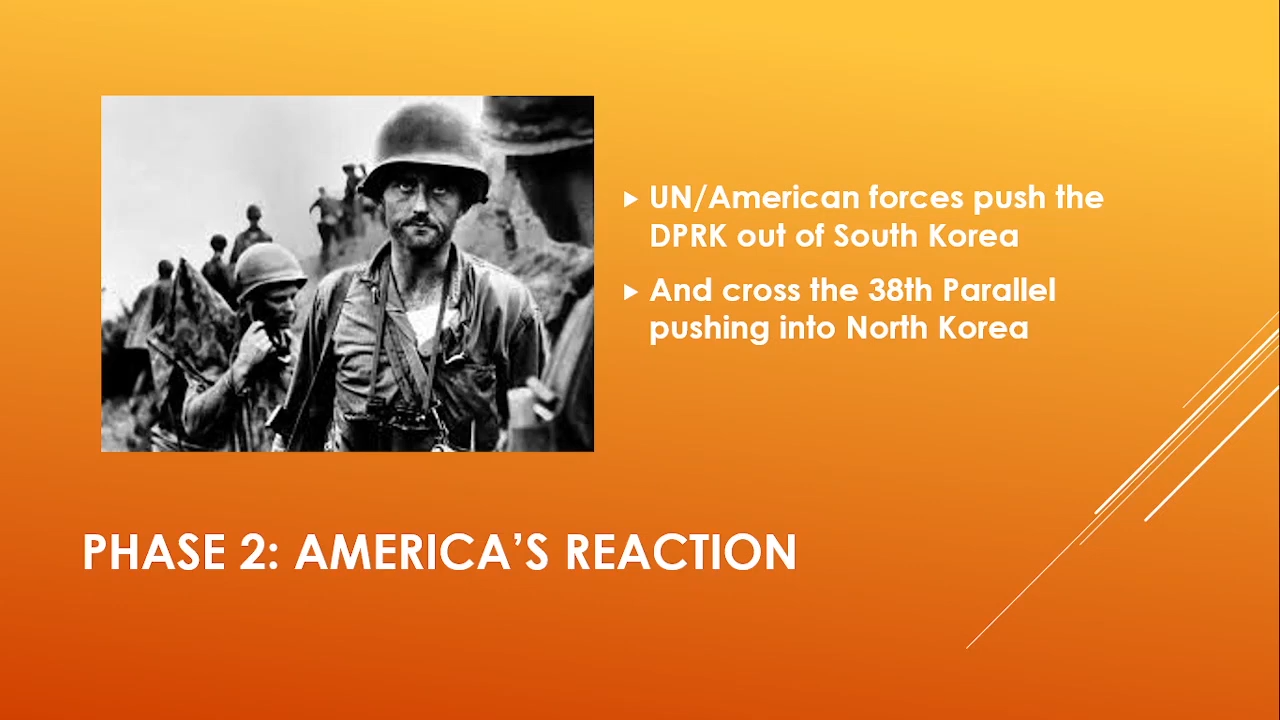 UN/American forces push the
DPRK out of South Korea
And cross the 38th Parallel
pushing into North Korea
PHASE 2: AMERICA’S REACTION